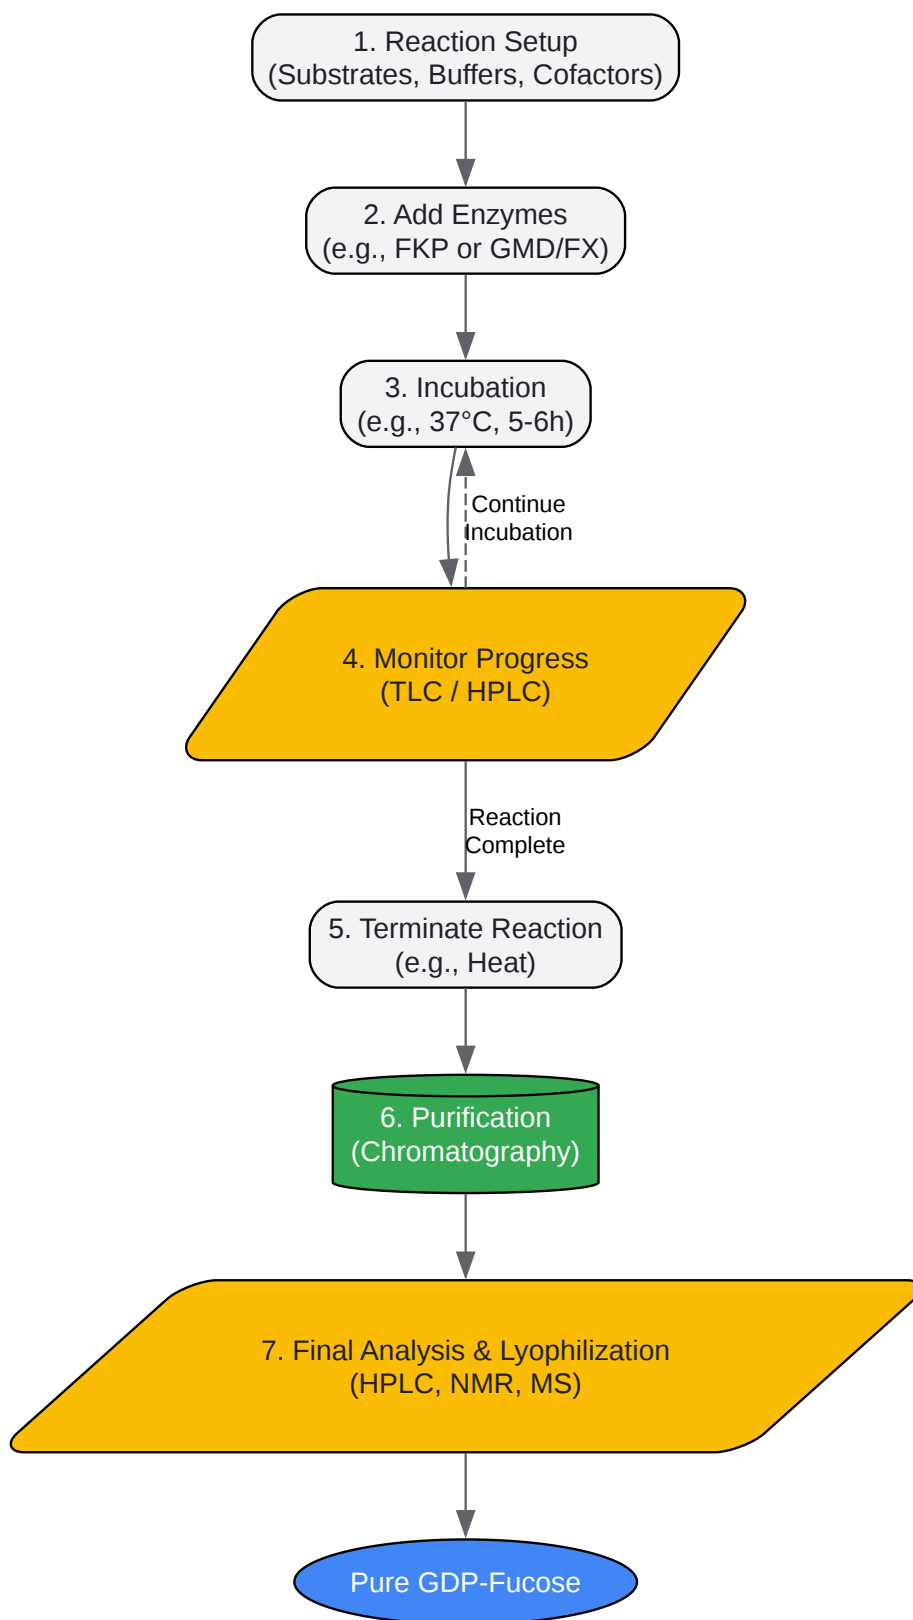 1. Reaction Setup
(Substrates, Buffers, Cofactors)
2. Add Enzymes
(e.g., FKP or GMD/FX)
3. Incubation
(e.g., 37°C, 5-6h)
Continue
Incubation
4. Monitor Progress
(TLC / HPLC)
Reaction
Complete
5. Terminate Reaction
(e.g., Heat)
6. Purification
(Chromatography)
7. Final Analysis & Lyophilization
(HPLC, NMR, MS)
Pure GDP-Fucose